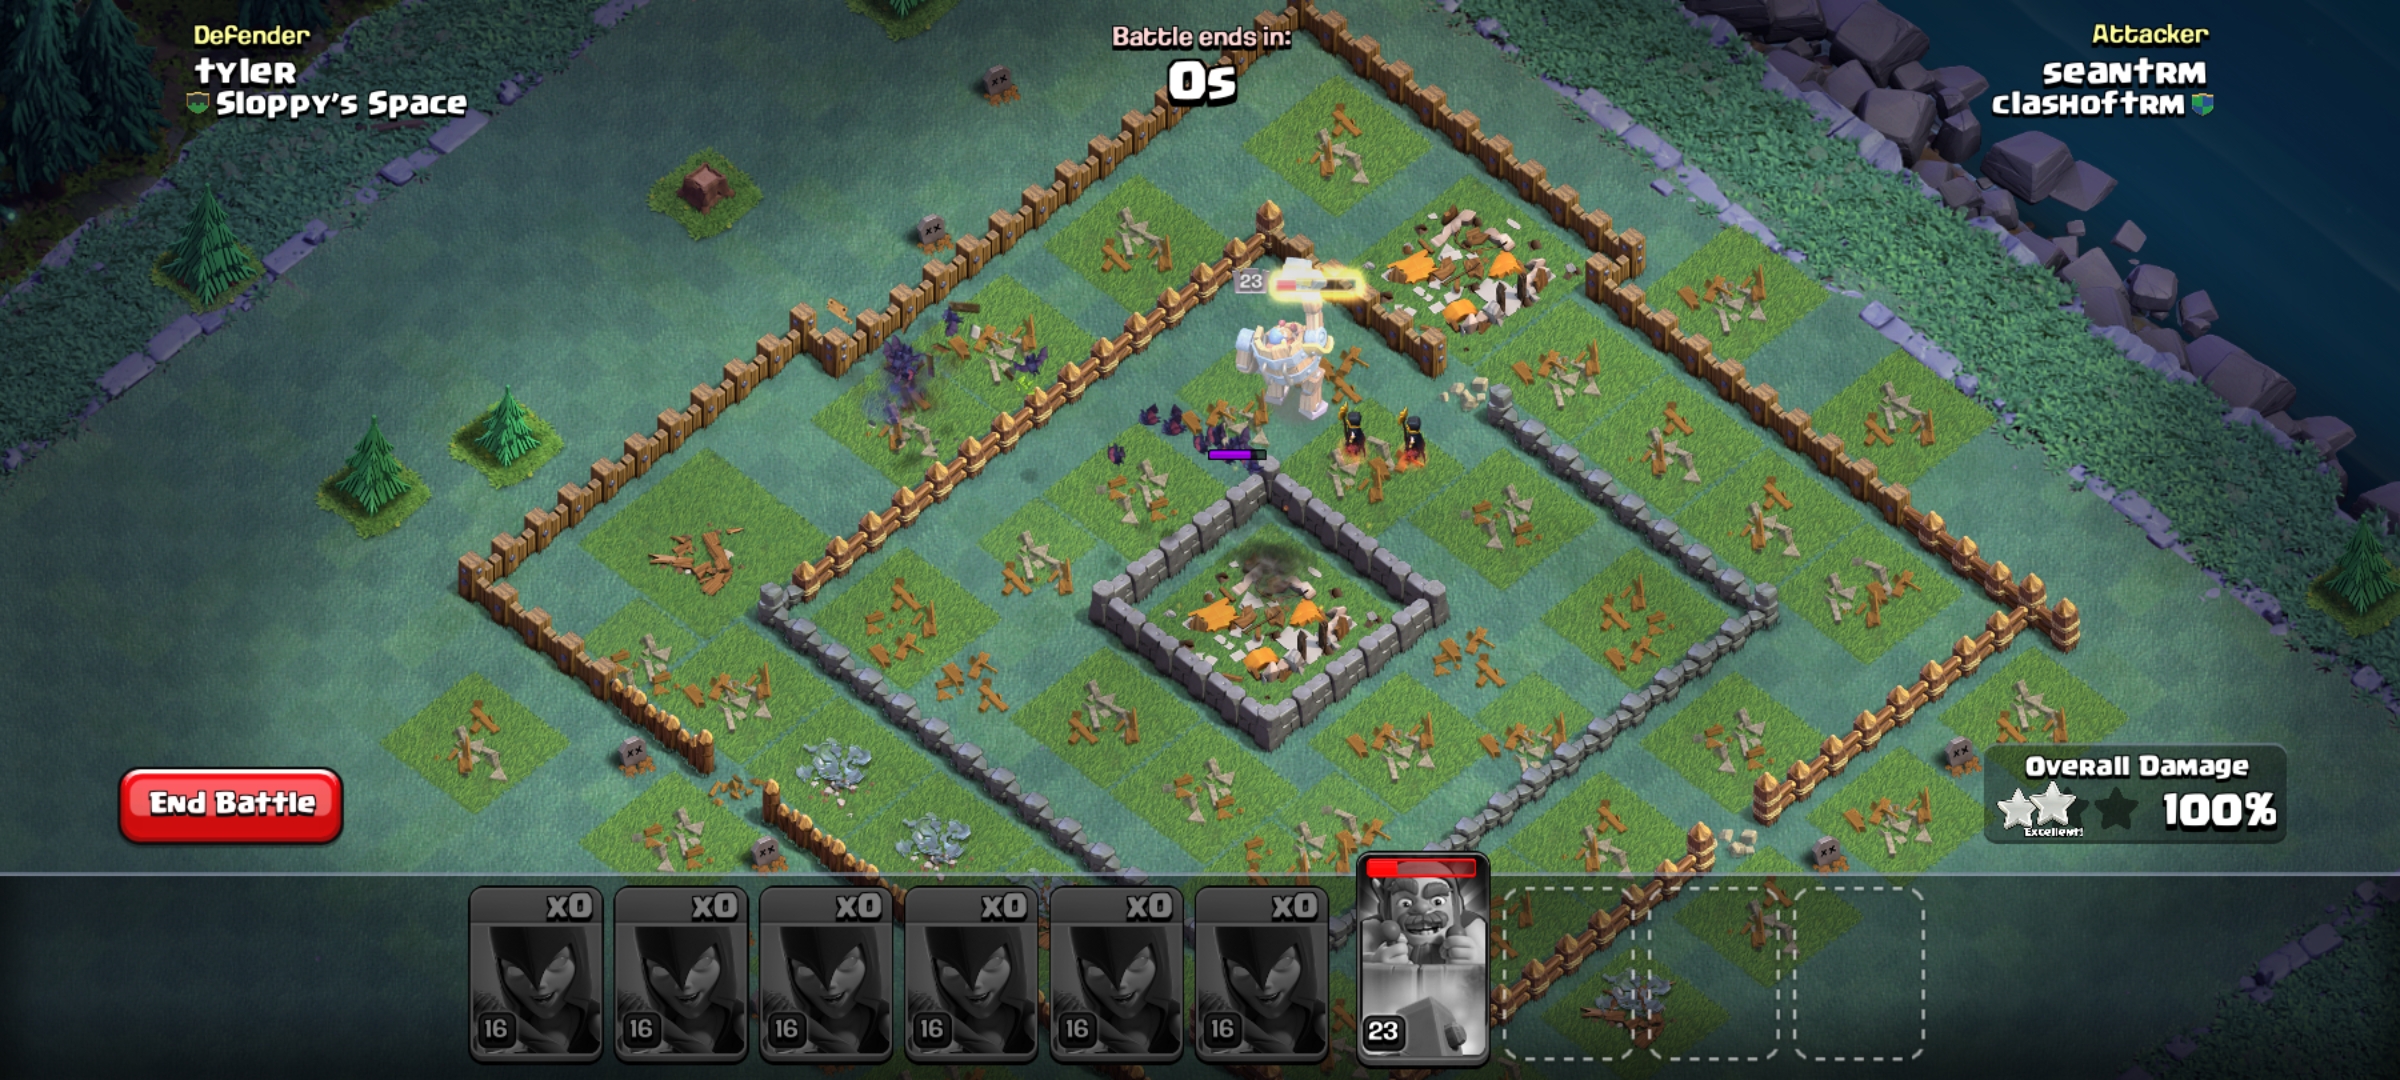 Defender
tyler
Sloppy's Space
Battle ends in:
0s
Attacker
seantrm
clashoftrm
23
End Battle
Overall Damage
Excellent!
100%
x0
x0
x0
x0
x0
x0
16
16
16
16
16
16
23